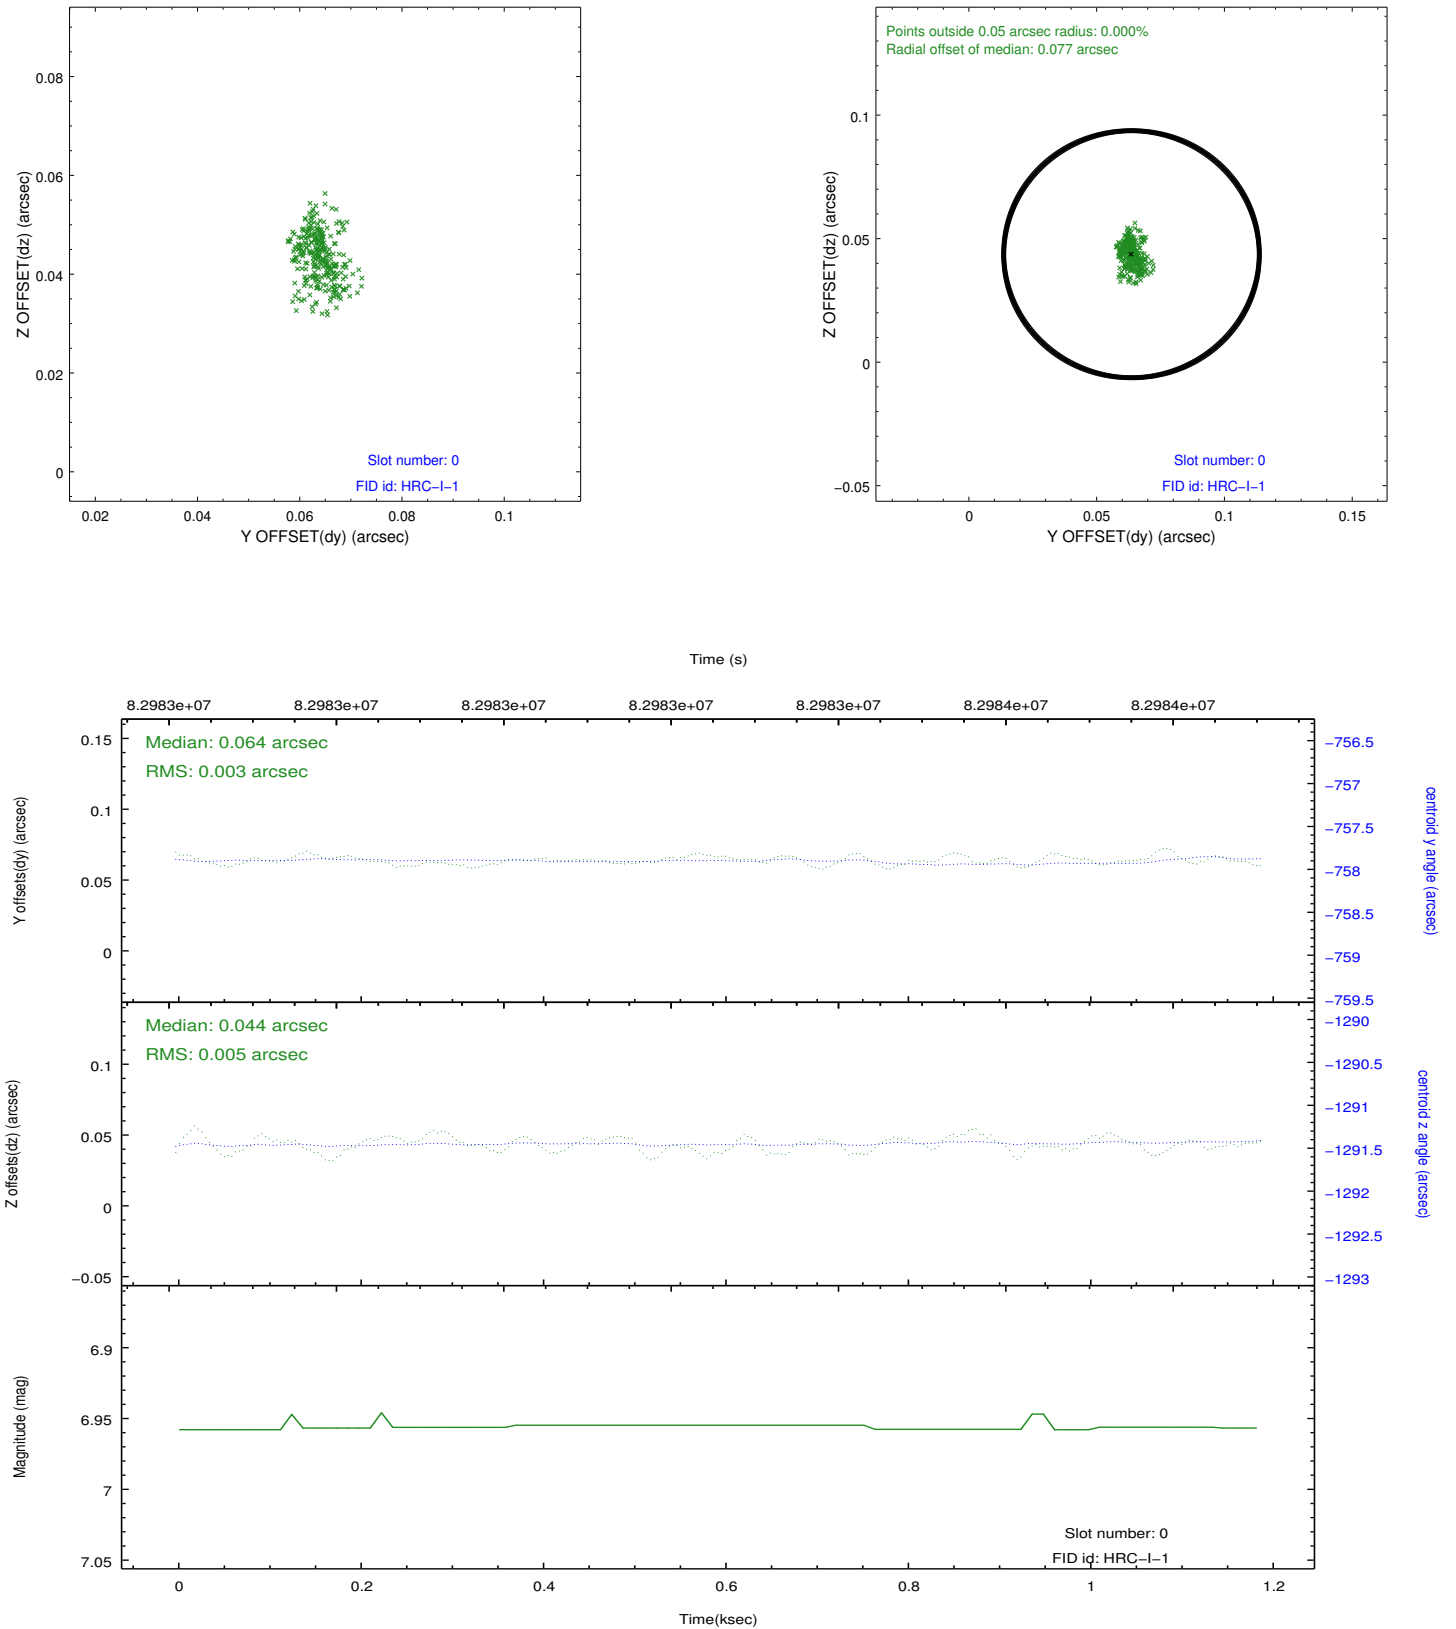 0.08
0.06
0.04
0.02
0
Z OFFSET(dz) (arcsec)
Slot number: 0
FID id: HRC−I−1
0.02 0.04 0.06 0.08 0.1
Y OFFSET(dy) (arcsec)
Points outside 0.05 arcsec radius: 0.000%
Radial offset of median: 0.077 arcsec
0.1
0.05
0
−0.05
Z OFFSET(dz) (arcsec)
Slot number: 0
FID id: HRC−I−1
0 0.05 0.1 0.15
Y OFFSET(dy) (arcsec)
Time (s)
8.2983e+07 8.2983e+07 8.2983e+07 8.2983e+07 8.2983e+07 8.2984e+07 8.2984e+07
Median: 0.064 arcsec
RMS: 0.003 arcsec
0.15
0.1
0.05
0
Y offsets(dy) (arcsec)
−756.5
−757
−757.5
−758
−758.5
−759
−759.5
centroid y angle (arcsec)
Median: 0.044 arcsec
RMS: 0.005 arcsec
0.1
0.05
0
−0.05
Z offsets(dz) (arcsec)
−1290
−1290.5
−1291
−1291.5
−1292
−1292.5
−1293
centroid z angle (arcsec)
6.9
6.95
7
7.05
Magnitude (mag)
Slot number: 0
FID id: HRC−I−1
0 0.2 0.4 0.6 0.8 1 1.2
Time(ksec)